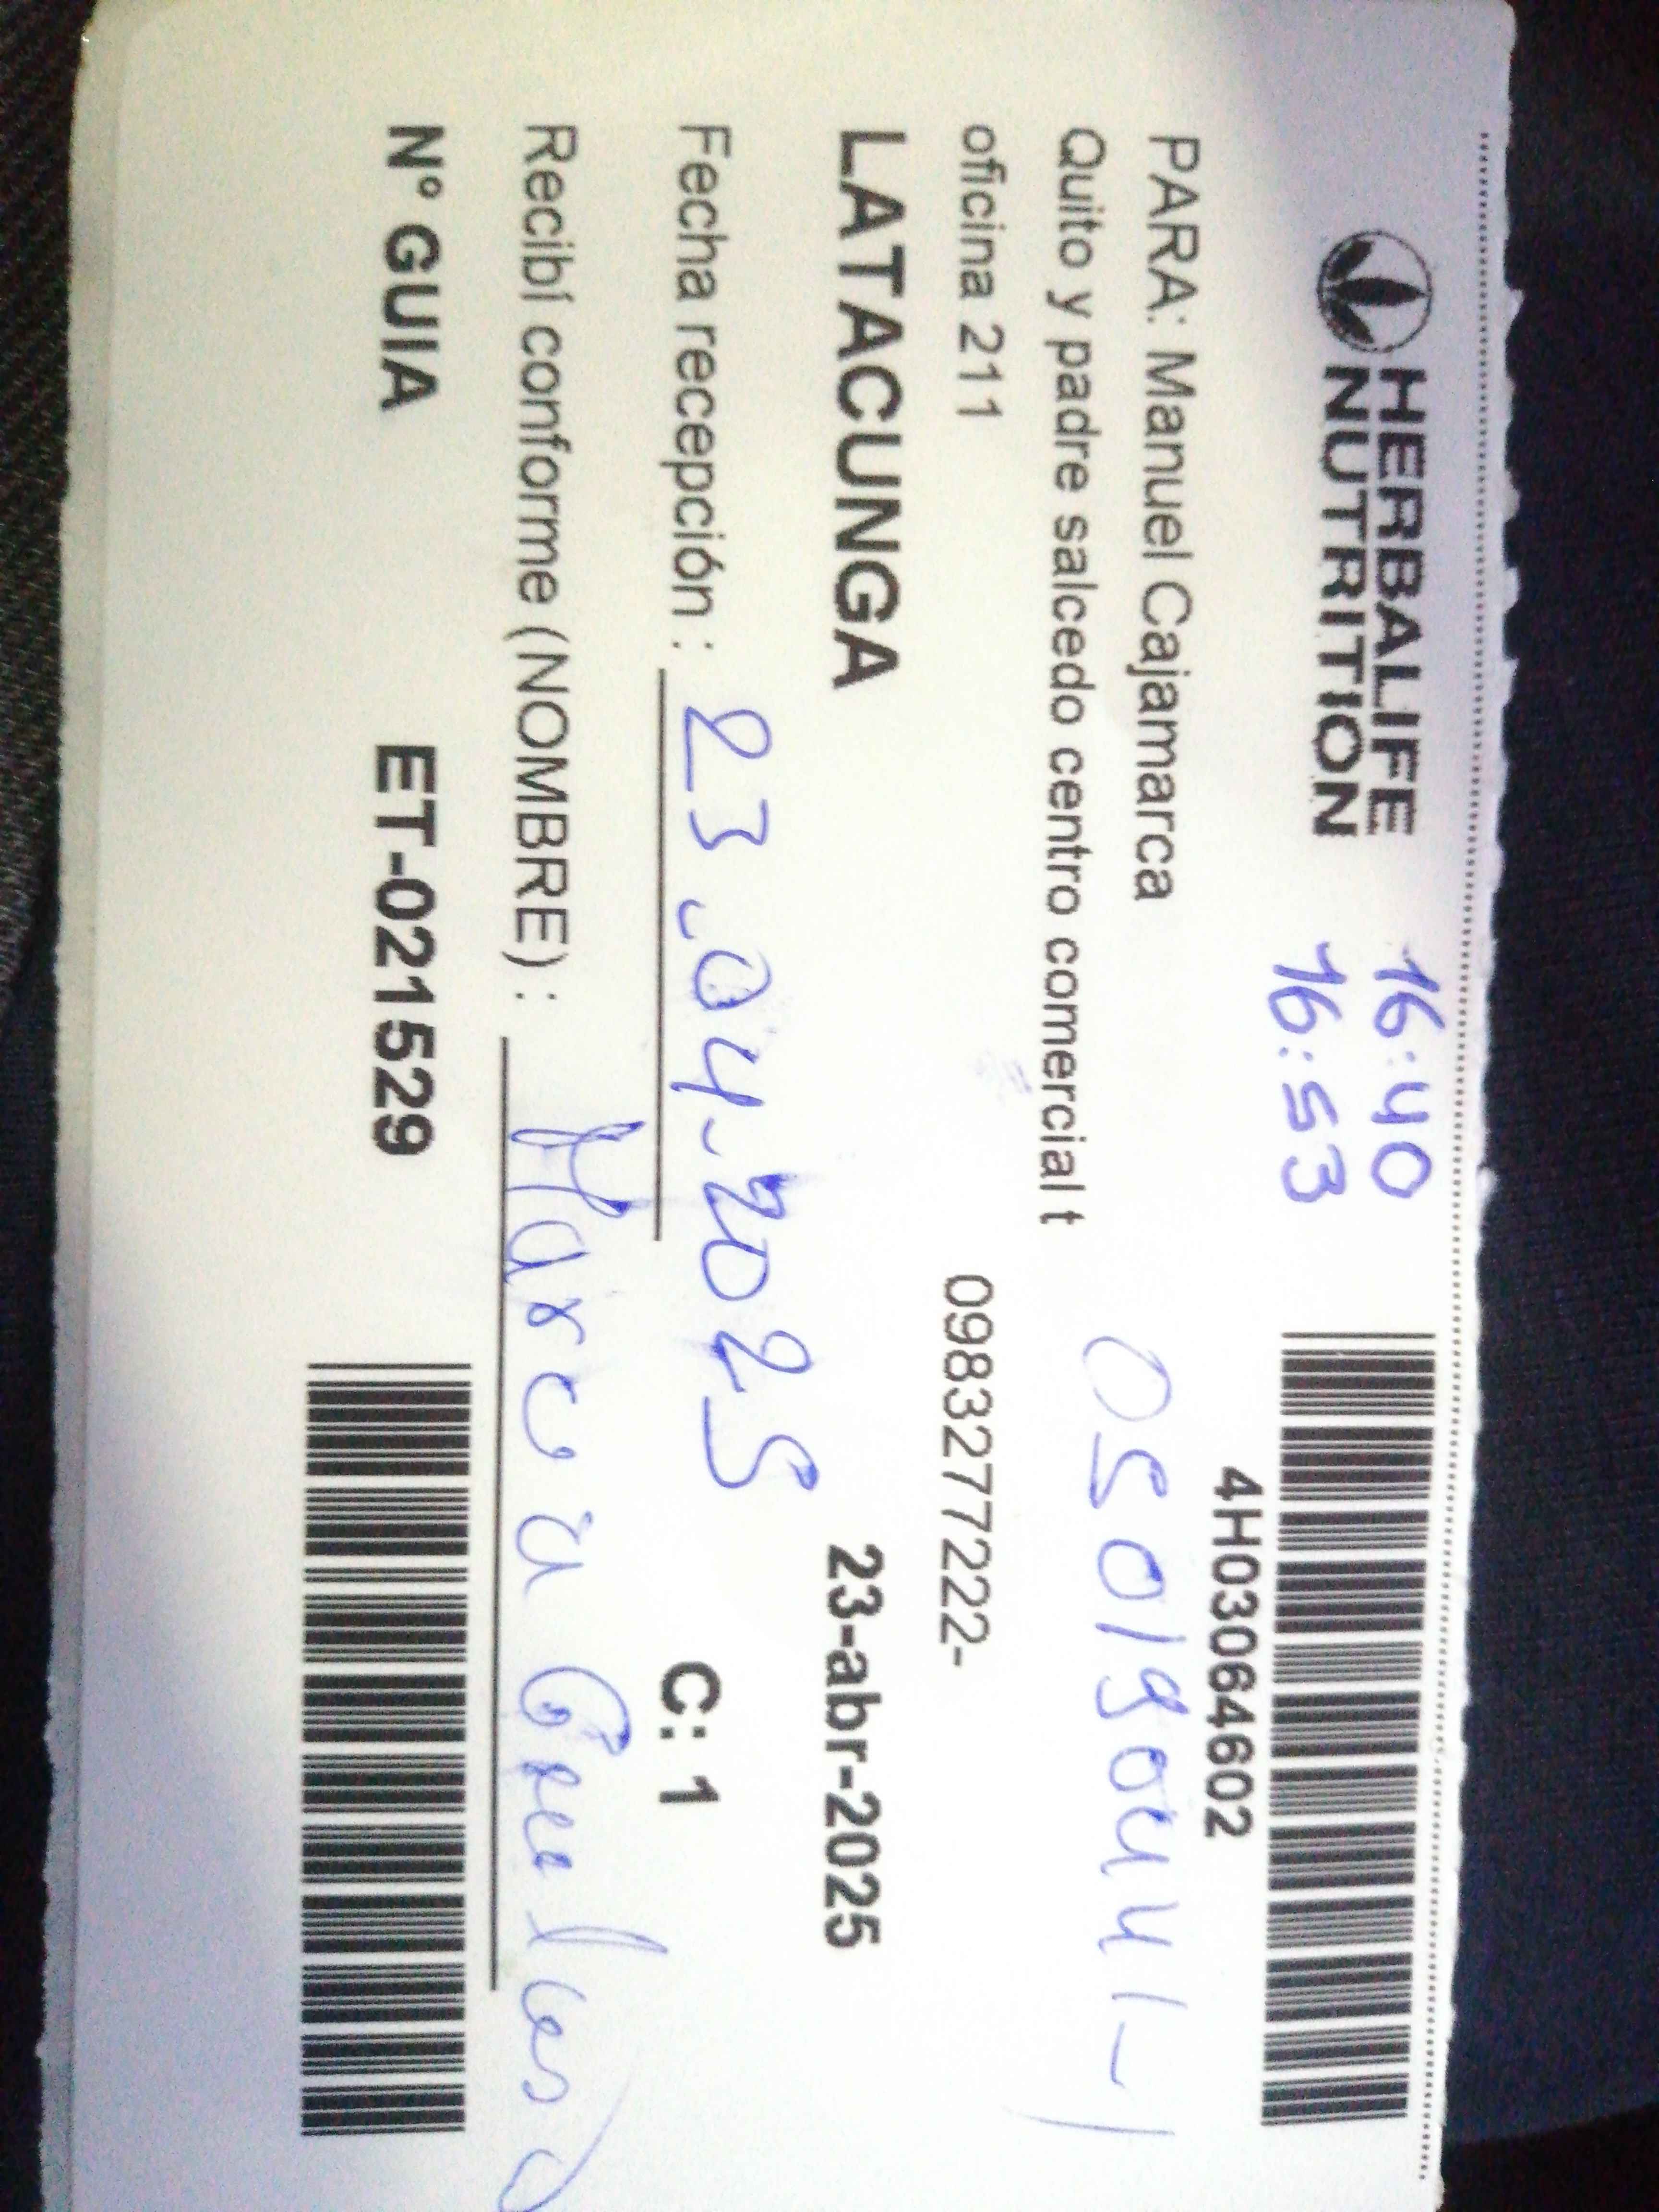 HERBALIFE
NUTRITION
16:40
16:53
4H03064602
PARA: Manuel Cajamarca
Quito y padre salcedo centro comercial t
oficina 211
0983277222-
LATACUNGA
23-abr-2025
Fecha recepción : 23-04-2025
C: 1
Recibí conforme (NOMBRE) :
Nº GUIA
ET-021529